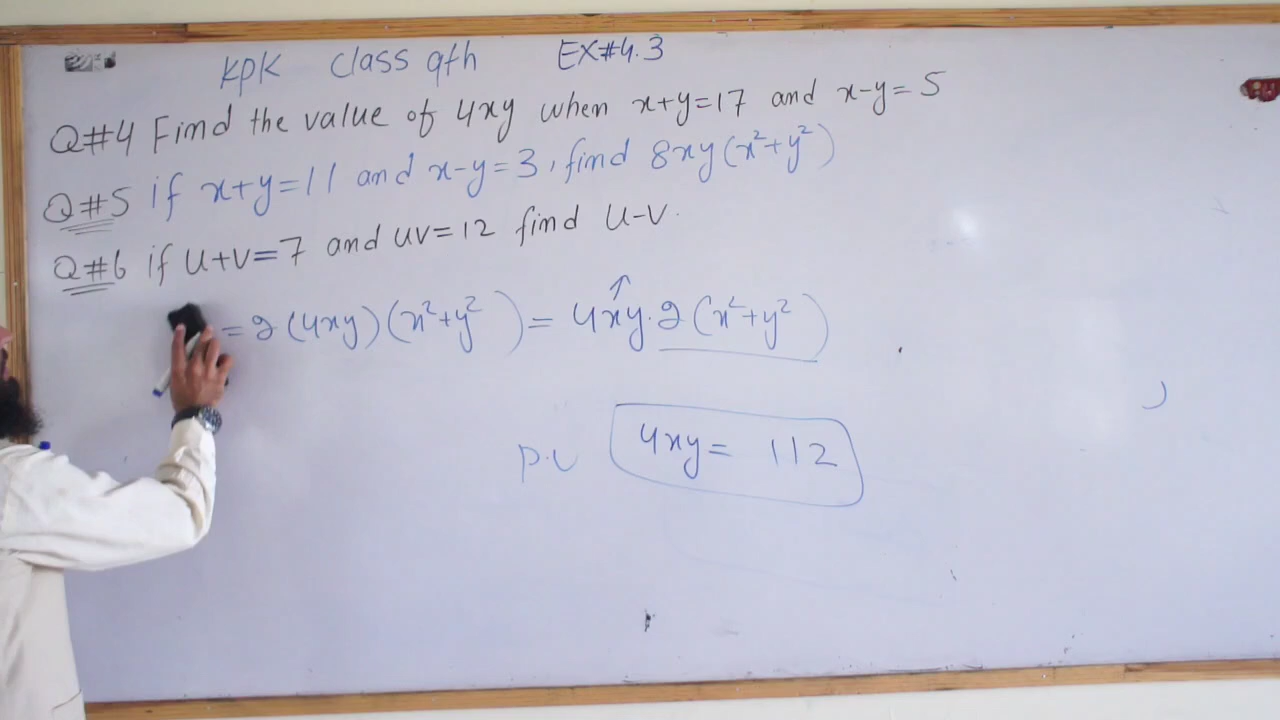 KPK class 9th EX#4.3
Q#4 Find the value of 4xy when x+y=17 and x-y=5
Q#5 if x+y=11 and x-y=3, find 8xy(x²+y²)
Q#6 if u+v=7 and uv=12 find u-v.
=2(4xy)(x²+y²)=4xy.2(x²+y²)
P.V 4xy= 112